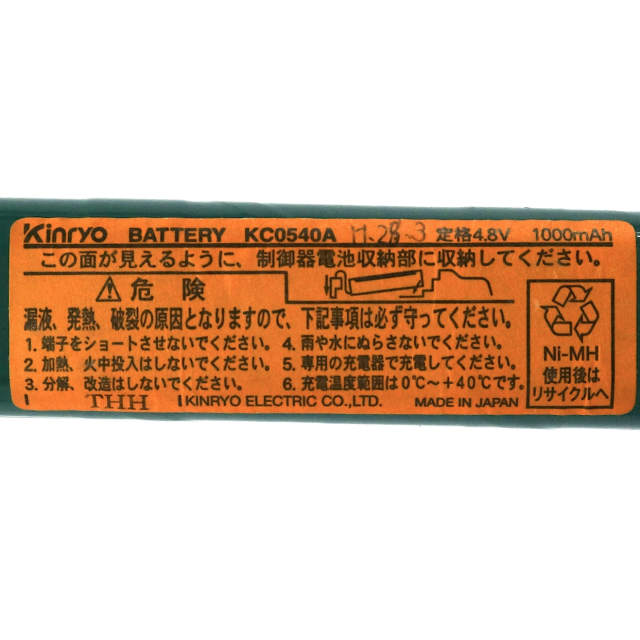 Kinryo BATTERY KC0540A H-28-3 定格4.8V 1000mAh
この面が見えるように、制御器電池収納部に収納してください。
⚠危険
漏液、発熱、破裂の原因となりますので、下記事項は必ず守ってください。
1. 端子をショートさせないでください。
2. 加熱、火中投入はしないでください。
3. 分解、改造はしないでください。
4. 雨や水にぬらさないでください。
5. 専用の充電器で充電してください。
6. 充電温度範囲は0℃～+40℃です。
Ni-MH
使用後は
リサイクルへ
THH KINRYO ELECTRIC CO.,LTD. MADE IN JAPAN